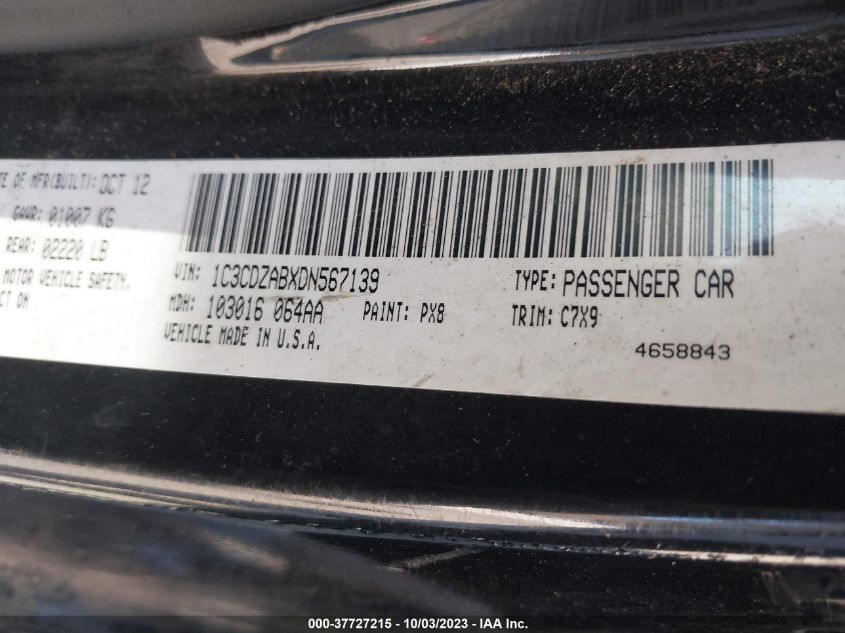 TE OF MFR(BUILT): OCT 12
GAWR: 01007 KG
REAR: 02220 LB
MOTOR VEHICLE SAFETY.
CT ON
VIN: 1C3CDZABXDN567139 TYPE: PASSENGER CAR
MDH: 103016 064AA PAINT: PX8 TRIM: C7X9
VEHICLE MADE IN U.S.A.
4658843
000-37727215 - 10/03/2023 - IAA Inc.